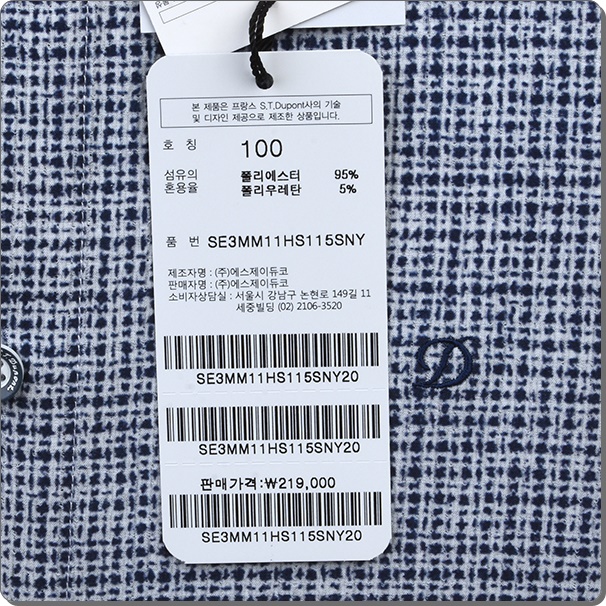 본 제품은 프랑스 S,T,Dupont사의 기술
및 디자인 제공으로 제조한 상품입니다.
호 칭 100
섬유의 폴리에스터 95%
혼용율 폴리우레탄 5%
품 번 SE3MM11HS115SNY
제조자명 : (주)에스제이듀코
판매자명 : (주)에스제이듀코
소비자상담실 : 서울시 강남구 논현로 149길 11
세중빌딩 (02) 2106-3520
SE3MM11HS115SNY20
SE3MM11HS115SNY20
판매가격:₩219,000
SE3MM11HS115SNY20
D